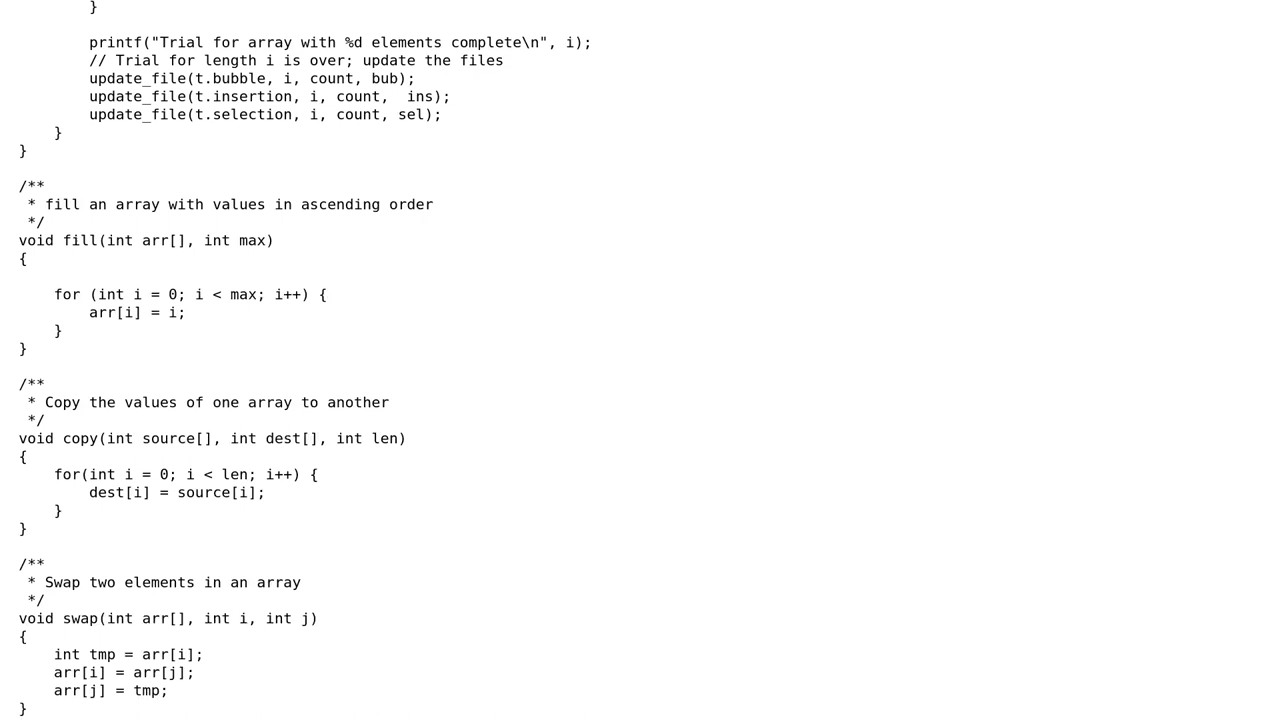 }

        printf("Trial for array with %d elements complete\n", i);
        // Trial for length i is over; update the files
        update_file(t.bubble, i, count, bub);
        update_file(t.insertion, i, count,  ins);
        update_file(t.selection, i, count, sel);
    }
}

/**
 * fill an array with values in ascending order
 */
void fill(int arr[], int max)
{

    for (int i = 0; i < max; i++) {
        arr[i] = i;
    }
}

/**
 * Copy the values of one array to another
 */
void copy(int source[], int dest[], int len)
{
    for(int i = 0; i < len; i++) {
        dest[i] = source[i];
    }
}

/**
 * Swap two elements in an array
 */
void swap(int arr[], int i, int j)
{
    int tmp = arr[i];
    arr[i] = arr[j];
    arr[j] = tmp;
}